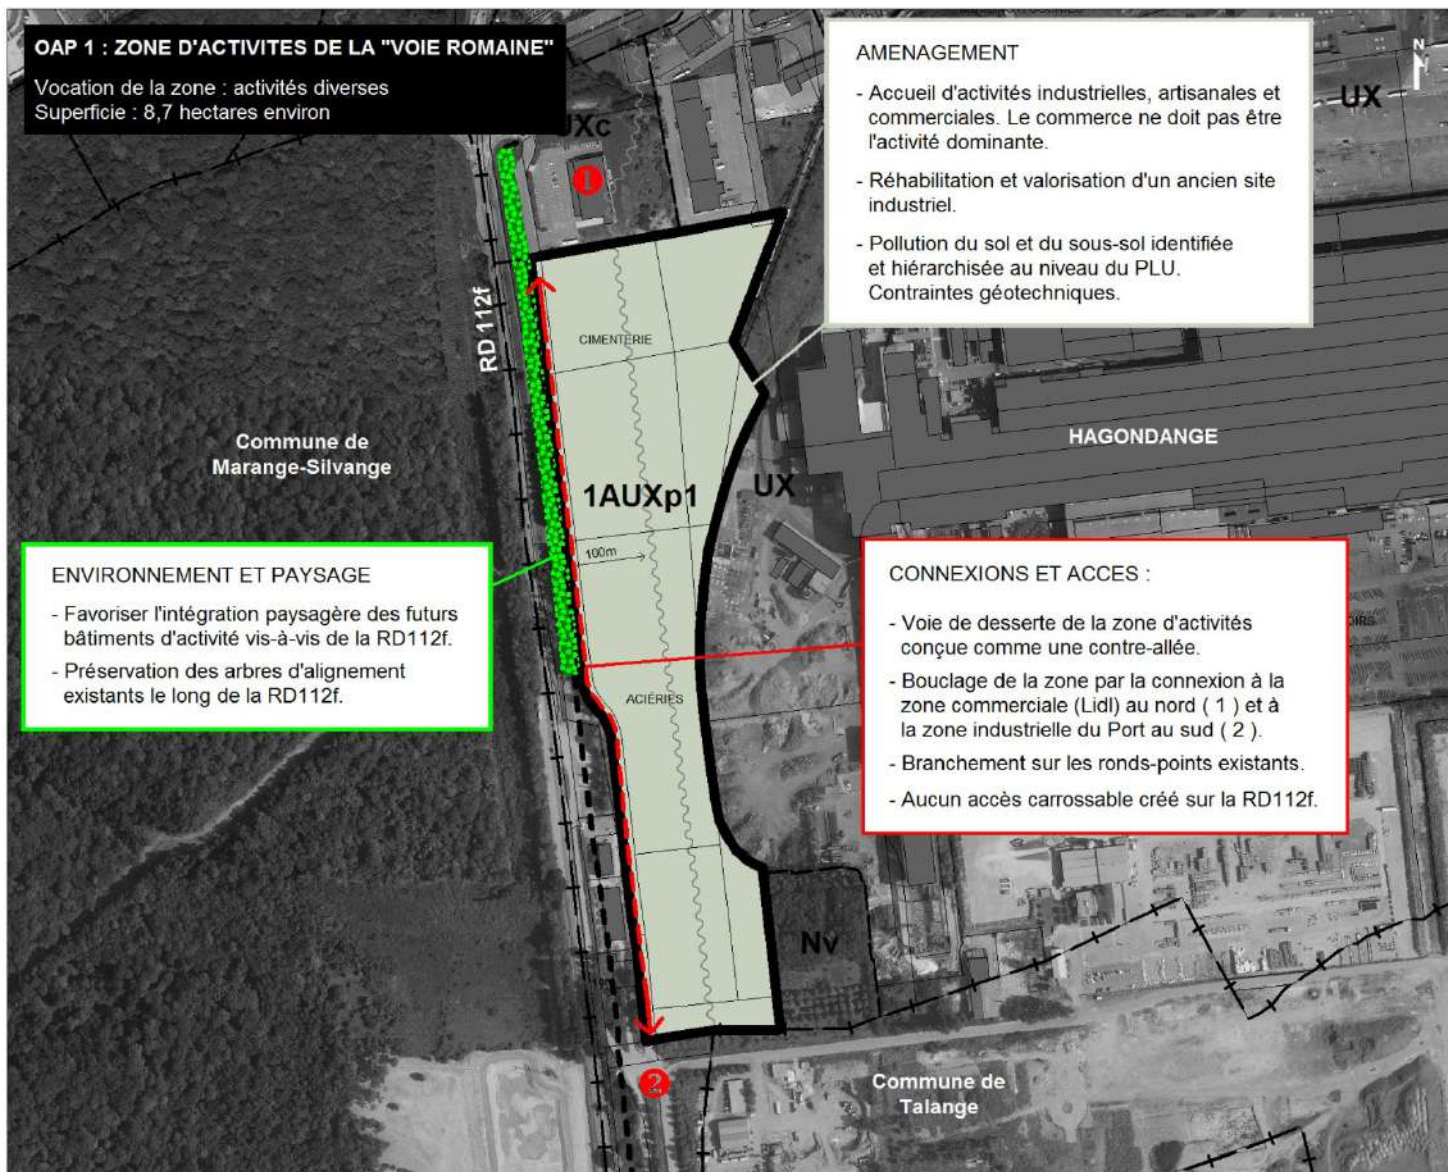 OAP 1 : ZONE D'ACTIVITES DE LA "VOIE ROMAINE"
Vocation de la zone : activités diverses
Superficie : 8,7 hectares environ
AMENAGEMENT
- Accueil d'activités industrielles, artisanales et
commerciales. Le commerce ne doit pas être
l'activité dominante.
- Réhabilitation et valorisation d'un ancien site
industriel.
- Pollution du sol et du sous-sol identifiée
et hiérarchisée au niveau du PLU.
Contraintes géotechniques.
N
UX
UXc
1
RD 112f
CIMENTERIE
Commune de
Marange-Silvange
HAGONDANGE
1AUXp1
UX
100m
ENVIRONNEMENT ET PAYSAGE
- Favoriser l'intégration paysagère des futurs
bâtiments d'activité vis-à-vis de la RD112f.
- Préservation des arbres d'alignement
existants le long de la RD112f.
CONNEXIONS ET ACCES :
- Voie de desserte de la zone d'activités
conçue comme une contre-allée.
- Bouclage de la zone par la connexion à la
zone commerciale (Lidl) au nord ( 1 ) et à
la zone industrielle du Port au sud ( 2 ).
- Branchement sur les ronds-points existants.
- Aucun accès carrossable créé sur la RD112f.
ACIÉRIES
Nv
2
Commune de
Talange